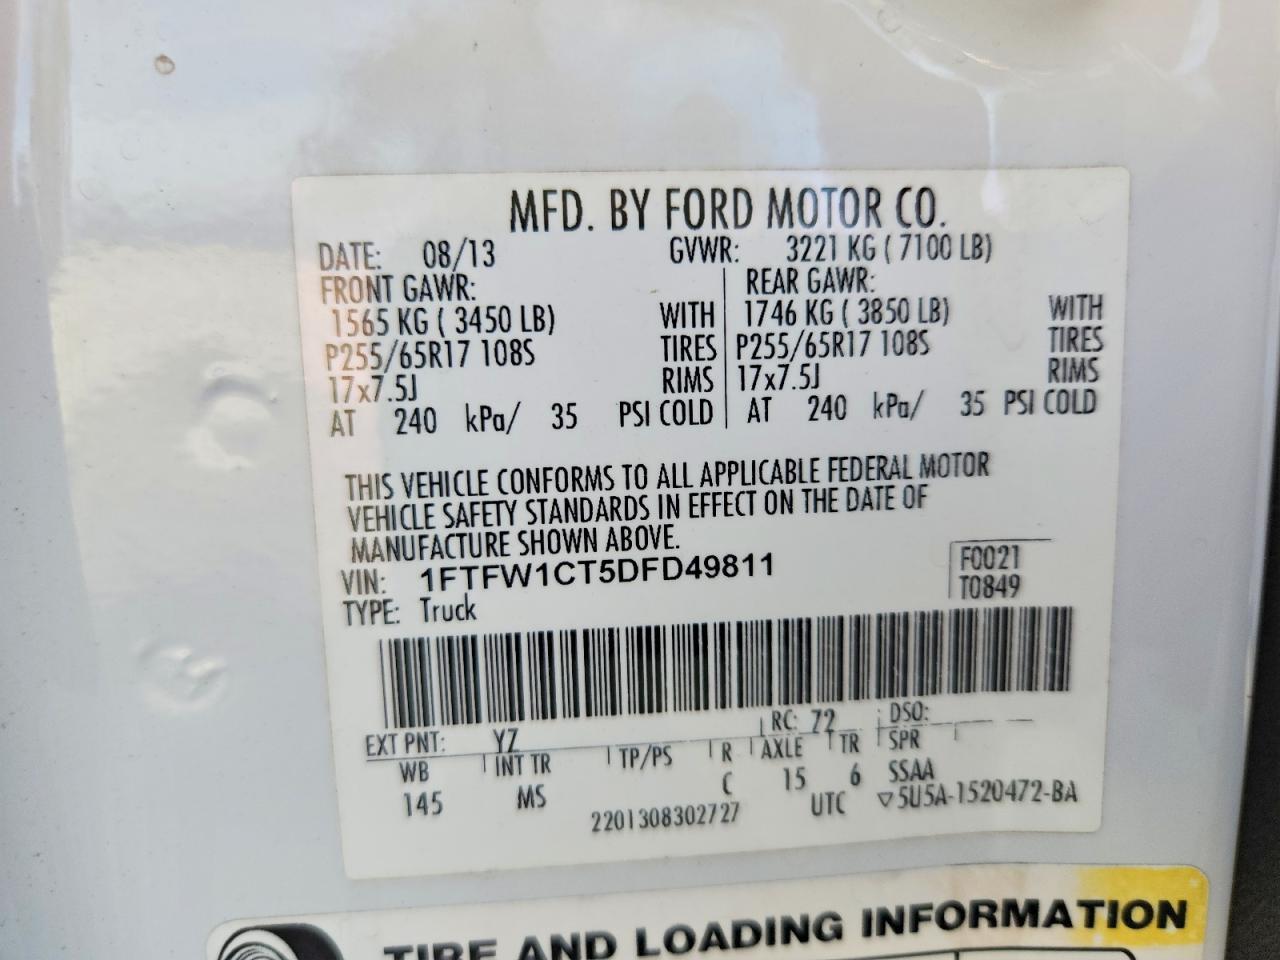 MFD. BY FORD MOTOR CO.
DATE: 08/13 GVWR: 3221 KG ( 7100 LB)
FRONT GAWR: REAR GAWR:
1565 KG ( 3450 LB) WITH 1746 KG ( 3850 LB) WITH
P255/65R17 108S TIRES P255/65R17 108S TIRES
17x7.5J RIMS 17x7.5J RIMS
AT 240 kPa/ 35 PSI COLD AT 240 kPa/ 35 PSI COLD
THIS VEHICLE CONFORMS TO ALL APPLICABLE FEDERAL MOTOR
VEHICLE SAFETY STANDARDS IN EFFECT ON THE DATE OF
MANUFACTURE SHOWN ABOVE.
VIN: 1FTFW1CT5DFD49811 F0021
TYPE: Truck T0849
EXT PNT: YZ RC: 72 DSO:
WB INT TR TP/PS R AXLE TR SPR
145 MS C 15 6 SSAA
2201308302727 UTC ▽5U5A-1520472-BA
TIRE AND LOADING INFORMATION